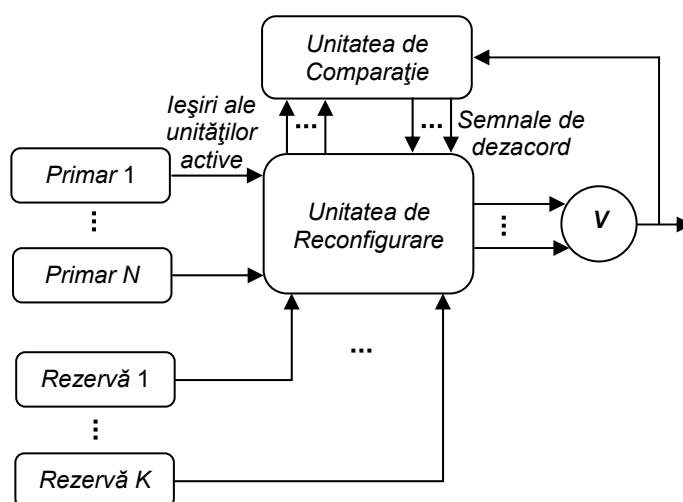 Unitatea de
Comparaţie
Ieşiri ale
unităţilor
active
...
...
Semnale de
dezacord
Primar 1
...
Primar N
Unitatea de
Reconfigurare
...
V
...
Rezervă 1
...
Rezervă K